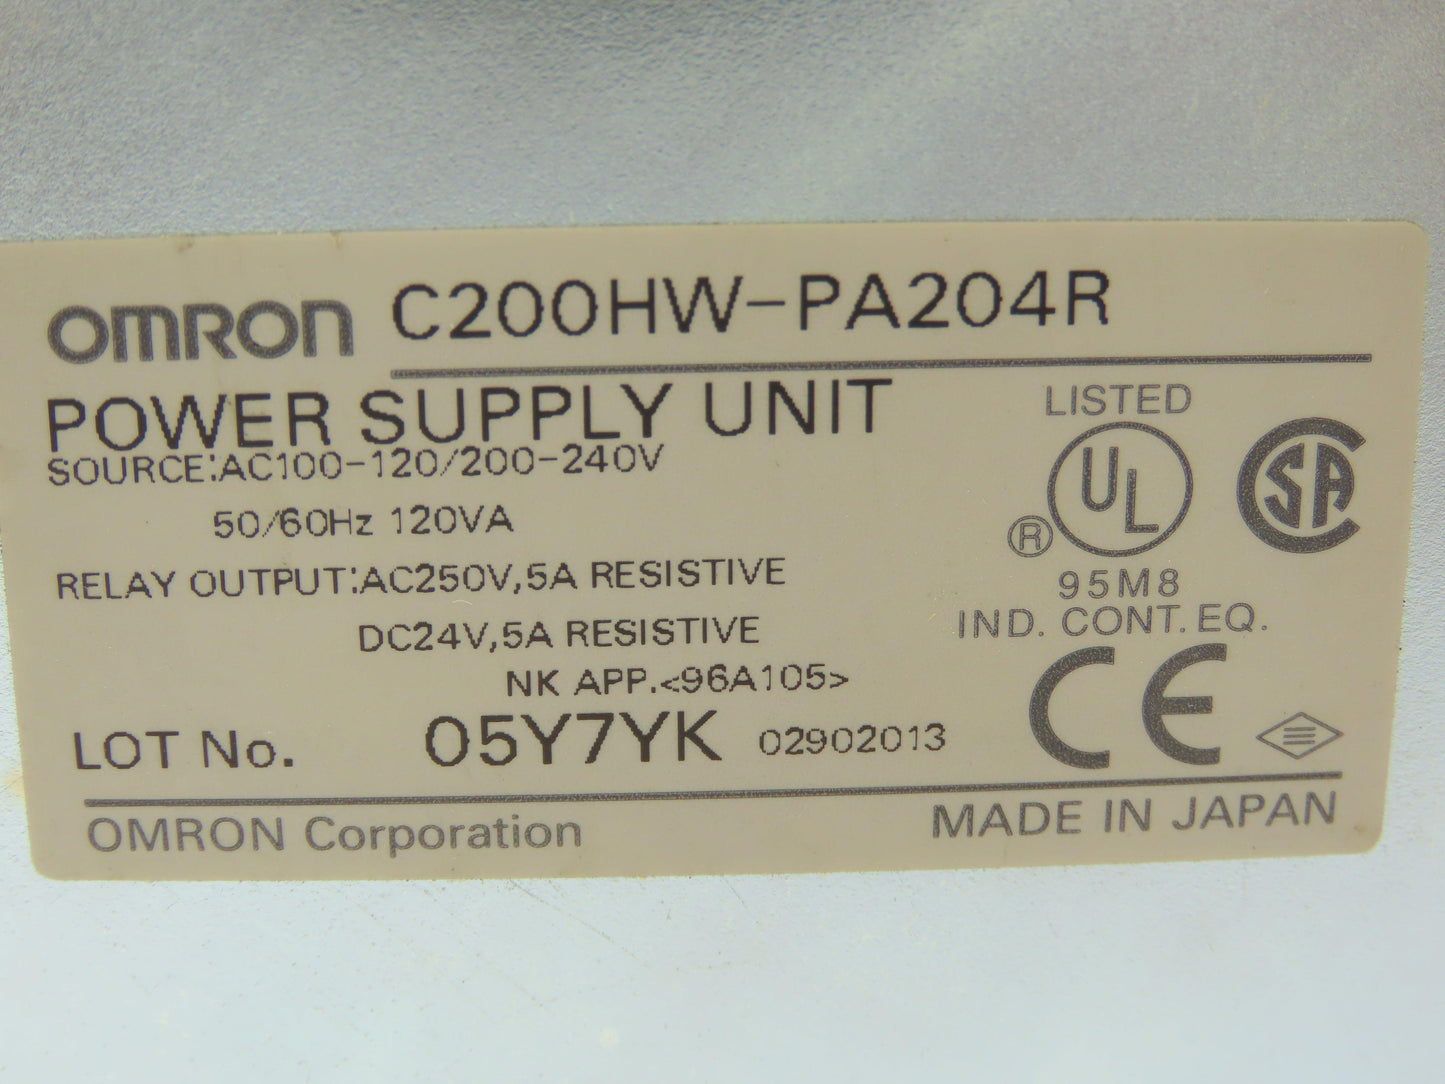 OMRON C200HW-PA204R
POWER SUPPLY UNIT
SOURCE:AC100-120/200-240V
50/60Hz 120VA
RELAY OUTPUT:AC250V,5A RESISTIVE
DC24V,5A RESISTIVE
NK APP.<96A105>
LOT No. 05Y7YK 02902013
LISTED
UL
®
SA
95M8
IND. CONT. EQ.
CE
OMRON Corporation
MADE IN JAPAN